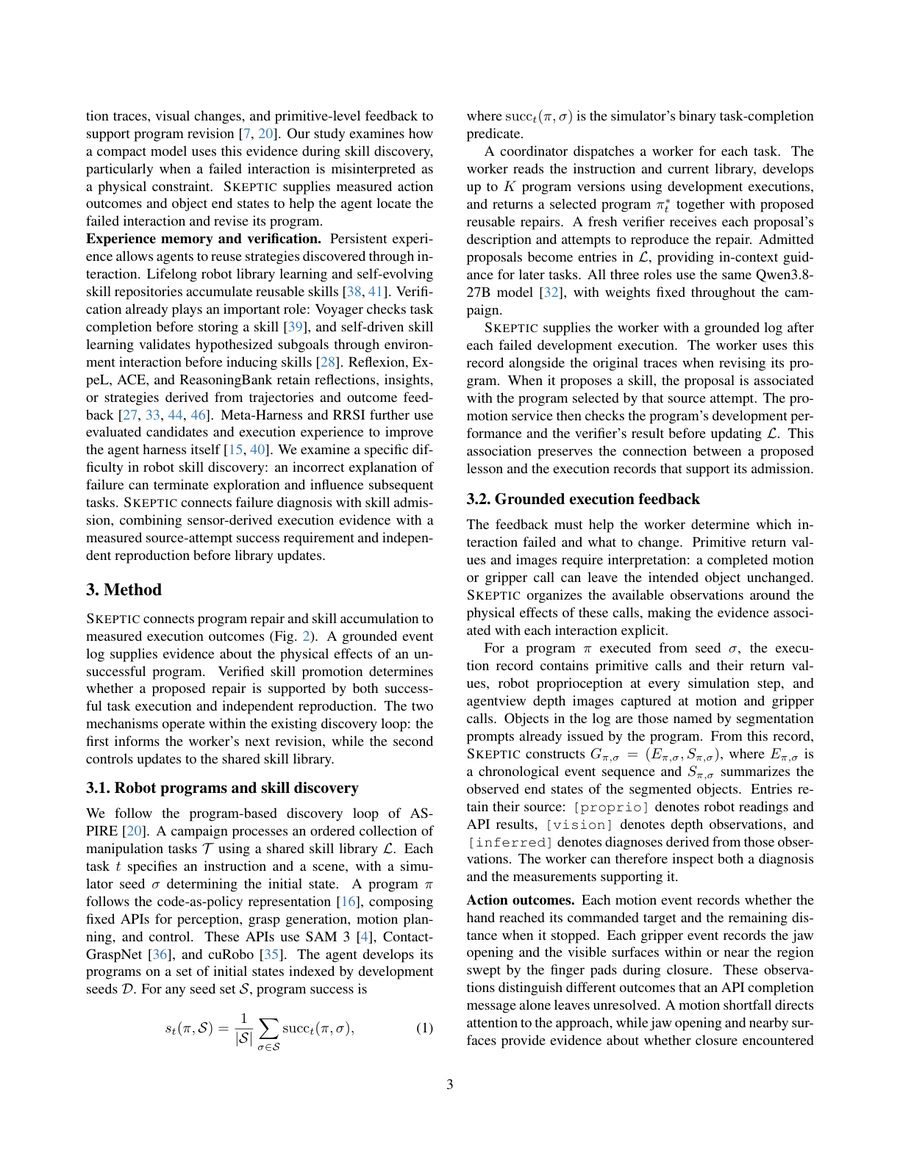 tion traces, visual changes, and primitive-level feedback to
support program revision [7, 20]. Our study examines how
a compact model uses this evidence during skill discovery,
particularly when a failed interaction is misinterpreted as
a physical constraint. SKEPTIC supplies measured action
outcomes and object end states to help the agent locate the
failed interaction and revise its program.
Experience memory and verification. Persistent experi-
ence allows agents to reuse strategies discovered through in-
teraction. Lifelong robot library learning and self-evolving
skill repositories accumulate reusable skills [38, 41]. Verifi-
cation already plays an important role: Voyager checks task
completion before storing a skill [39], and self-driven skill
learning validates hypothesized subgoals through environ-
ment interaction before inducing skills [28]. Reflexion, Ex-
peL, ACE, and ReasoningBank retain reflections, insights,
or strategies derived from trajectories and outcome feed-
back [27, 33, 44, 46]. Meta-Harness and RRSI further use
evaluated candidates and execution experience to improve
the agent harness itself [15, 40]. We examine a specific dif-
ficulty in robot skill discovery: an incorrect explanation of
failure can terminate exploration and influence subsequent
tasks. SKEPTIC connects failure diagnosis with skill admis-
sion, combining sensor-derived execution evidence with a
measured source-attempt success requirement and indepen-
dent reproduction before library updates.
3. Method
SKEPTIC connects program repair and skill accumulation to
measured execution outcomes (Fig. 2). A grounded event
log supplies evidence about the physical effects of an un-
successful program. Verified skill promotion determines
whether a proposed repair is supported by both success-
ful task execution and independent reproduction. The two
mechanisms operate within the existing discovery loop: the
first informs the worker's next revision, while the second
controls updates to the shared skill library.
3.1. Robot programs and skill discovery
We follow the program-based discovery loop of AS-
PIRE [20]. A campaign processes an ordered collection of
manipulation tasks 𝒯 using a shared skill library ℒ. Each
task t specifies an instruction and a scene, with a simu-
lator seed σ determining the initial state. A program π
follows the code-as-policy representation [16], composing
fixed APIs for perception, grasp generation, motion plan-
ning, and control. These APIs use SAM 3 [4], Contact-
GraspNet [36], and cuRobo [35]. The agent develops its
programs on a set of initial states indexed by development
seeds 𝒟. For any seed set 𝒮, program success is
s_t(π, 𝒮) = 1/|𝒮| ∑_{σ∈𝒮} succ_t(π, σ), (1)
where succ_t(π, σ) is the simulator's binary task-completion
predicate.
A coordinator dispatches a worker for each task. The
worker reads the instruction and current library, develops
up to K program versions using development executions,
and returns a selected program π*_t together with proposed
reusable repairs. A fresh verifier receives each proposal's
description and attempts to reproduce the repair. Admitted
proposals become entries in ℒ, providing in-context guid-
ance for later tasks. All three roles use the same Qwen3.8-
27B model [32], with weights fixed throughout the cam-
paign.
SKEPTIC supplies the worker with a grounded log after
each failed development execution. The worker uses this
record alongside the original traces when revising its pro-
gram. When it proposes a skill, the proposal is associated
with the program selected by that source attempt. The pro-
motion service then checks the program's development per-
formance and the verifier's result before updating ℒ. This
association preserves the connection between a proposed
lesson and the execution records that support its admission.
3.2. Grounded execution feedback
The feedback must help the worker determine which in-
teraction failed and what to change. Primitive return val-
ues and images require interpretation: a completed motion
or gripper call can leave the intended object unchanged.
SKEPTIC organizes the available observations around the
physical effects of these calls, making the evidence associ-
ated with each interaction explicit.
For a program π executed from seed σ, the execu-
tion record contains primitive calls and their return val-
ues, robot proprioception at every simulation step, and
agentview depth images captured at motion and gripper
calls. Objects in the log are those named by segmentation
prompts already issued by the program. From this record,
SKEPTIC constructs G_{π,σ} = (E_{π,σ}, S_{π,σ}), where E_{π,σ} is
a chronological event sequence and S_{π,σ} summarizes the
observed end states of the segmented objects. Entries re-
tain their source: [proprio] denotes robot readings and
API results, [vision] denotes depth observations, and
[inferred] denotes diagnoses derived from those obser-
vations. The worker can therefore inspect both a diagnosis
and the measurements supporting it.
Action outcomes. Each motion event records whether the
hand reached its commanded target and the remaining dis-
tance when it stopped. Each gripper event records the jaw
opening and the visible surfaces within or near the region
swept by the finger pads during closure. These observa-
tions distinguish different outcomes that an API completion
message alone leaves unresolved. A motion shortfall directs
attention to the approach, while jaw opening and nearby sur-
faces provide evidence about whether closure encountered
3